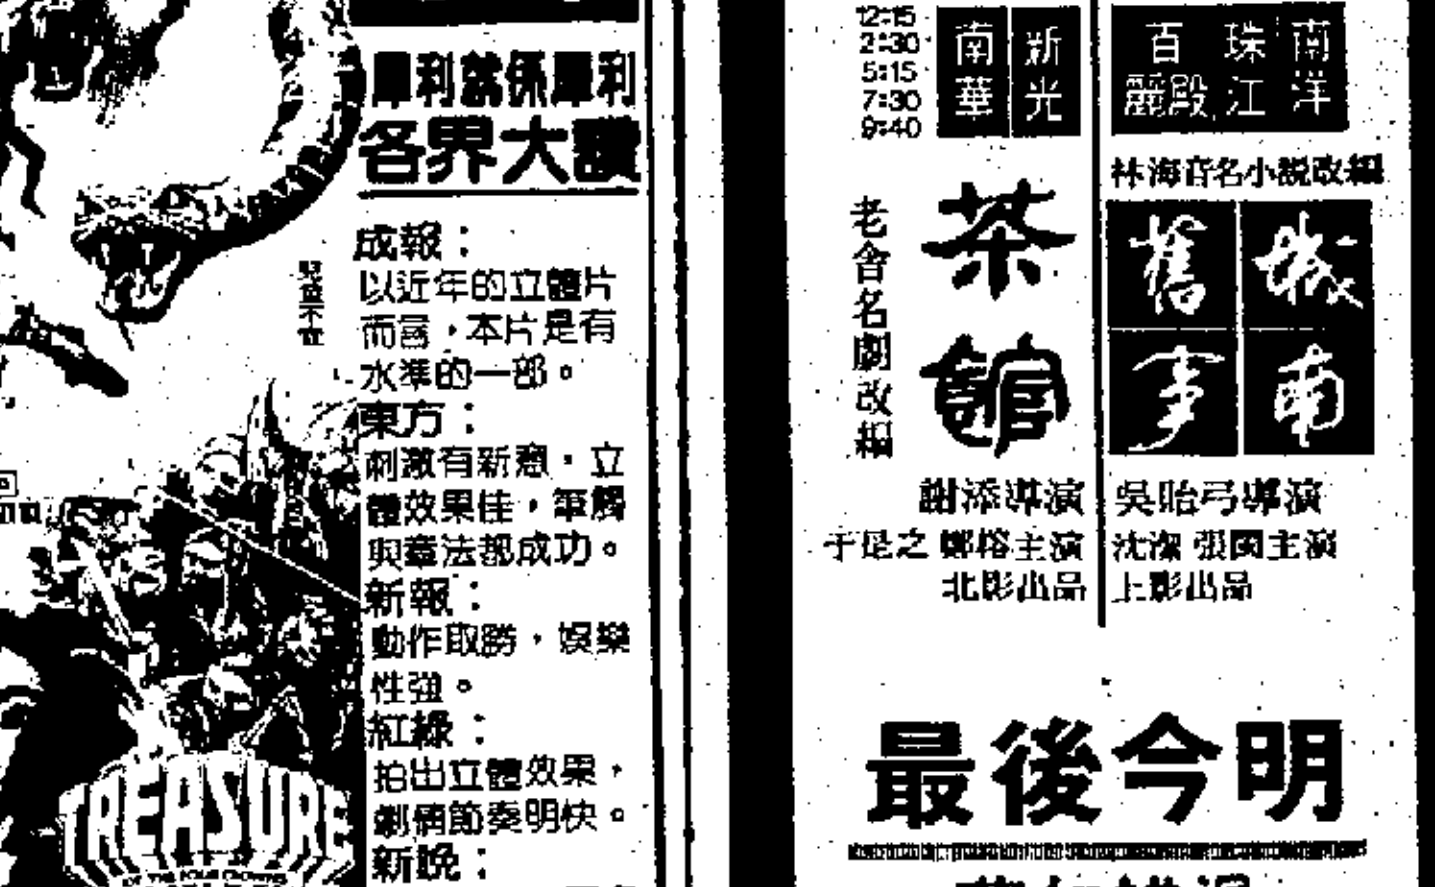 犀利就係犀利
各界大讚
成報：
以近年的立體片
而言，本片是有
水準的一部。
東方：
刺激有新意，立
體效果佳，筆觸
與章法都成功。
新報：
動作取勝，娛樂
性強。
紅綠：
拍出立體效果，
劇情節奏明快。
新晚：
TREASURE
OF THE FOUR CROWNS
12:15
2:30
5:15
7:30
9:40
南華
新光
老舍名劇改編
茶館
謝添導演
于是之 鄭榕主演
北影出品
南洋
珠江
百麗殿
林海音名小說改編
城南
舊事
吳貽弓導演
沈潔 張閩主演
上影出品
最後今明